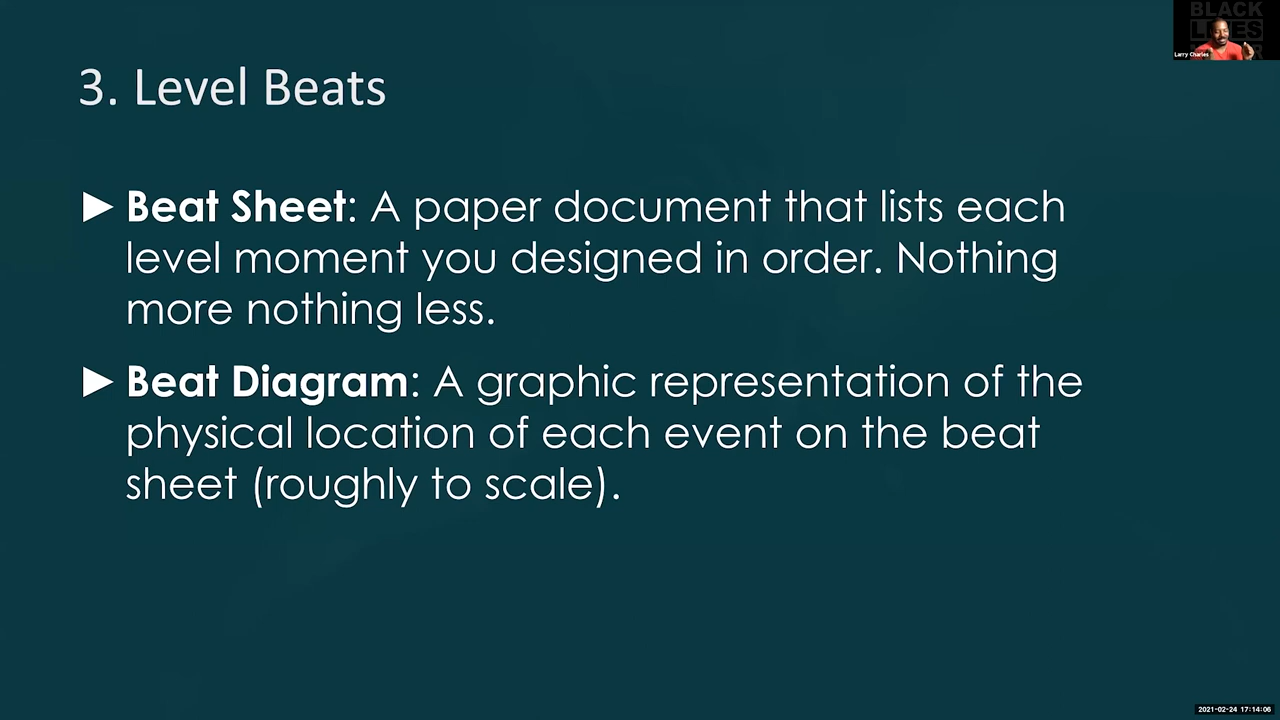 BLACK
LIVES
Larry Charles
3. Level Beats
► Beat Sheet: A paper document that lists each
level moment you designed in order. Nothing
more nothing less.
► Beat Diagram: A graphic representation of the
physical location of each event on the beat
sheet (roughly to scale).
2021-02-24 17:14:06